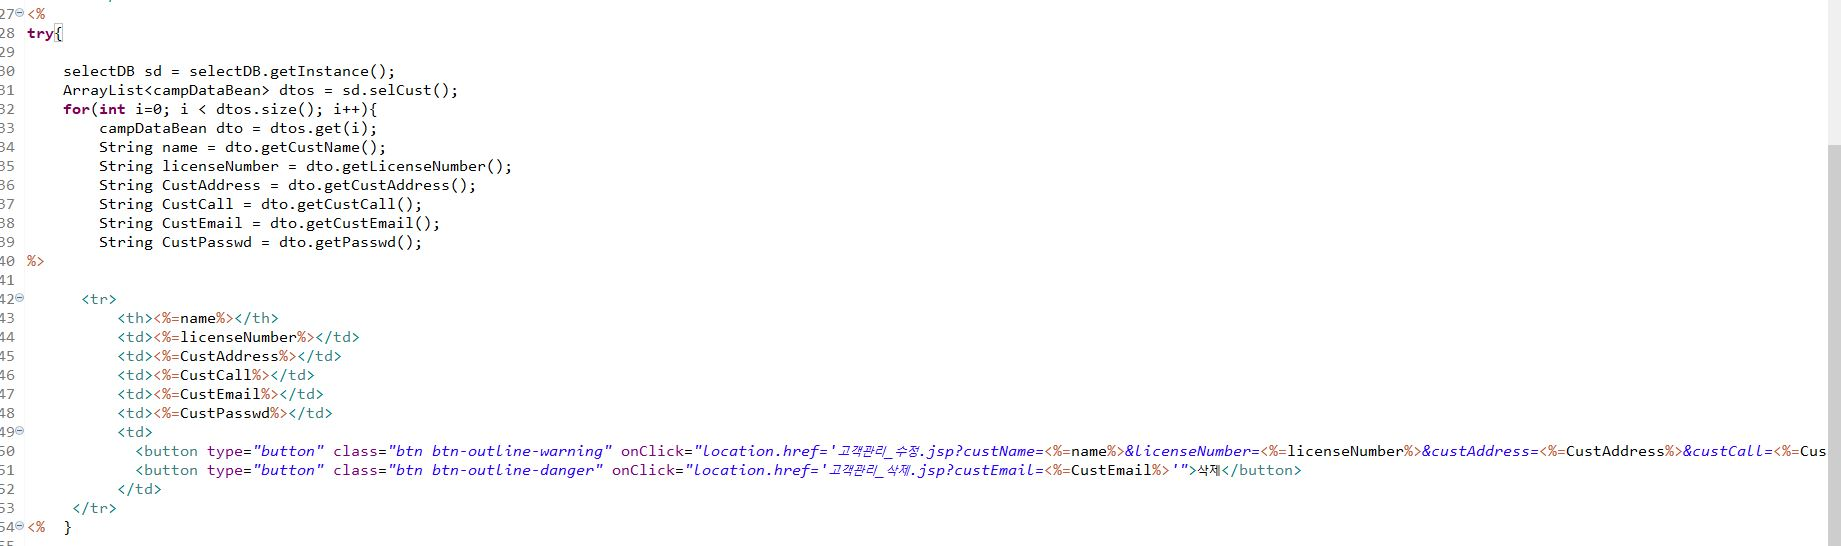 27 <%
28 try{
29
30 selectDB sd = selectDB.getInstance();
31 ArrayList<campDataBean> dtos = sd.selCust();
32 for(int i=0; i < dtos.size(); i++){
33 campDataBean dto = dtos.get(i);
34 String name = dto.getCustName();
35 String licenseNumber = dto.getLicenseNumber();
36 String CustAddress = dto.getCustAddress();
37 String CustCall = dto.getCustCall();
38 String CustEmail = dto.getCustEmail();
39 String CustPasswd = dto.getPasswd();
40 %>
41
42 <tr>
43 <th><%=name%></th>
44 <td><%=licenseNumber%></td>
45 <td><%=CustAddress%></td>
46 <td><%=CustCall%></td>
47 <td><%=CustEmail%></td>
48 <td><%=CustPasswd%></td>
49 <td>
50 <button type="button" class="btn btn-outline-warning" onClick="location.href='고객관리_수정.jsp?custName=<%=name%>&licenseNumber=<%=licenseNumber%>&custAddress=<%=CustAddress%>&custCall=<%=Cus
51 <button type="button" class="btn btn-outline-danger" onClick="location.href='고객관리_삭제.jsp?custEmail=<%=CustEmail%>'">삭제</button>
52 </td>
53 </tr>
54 <% }